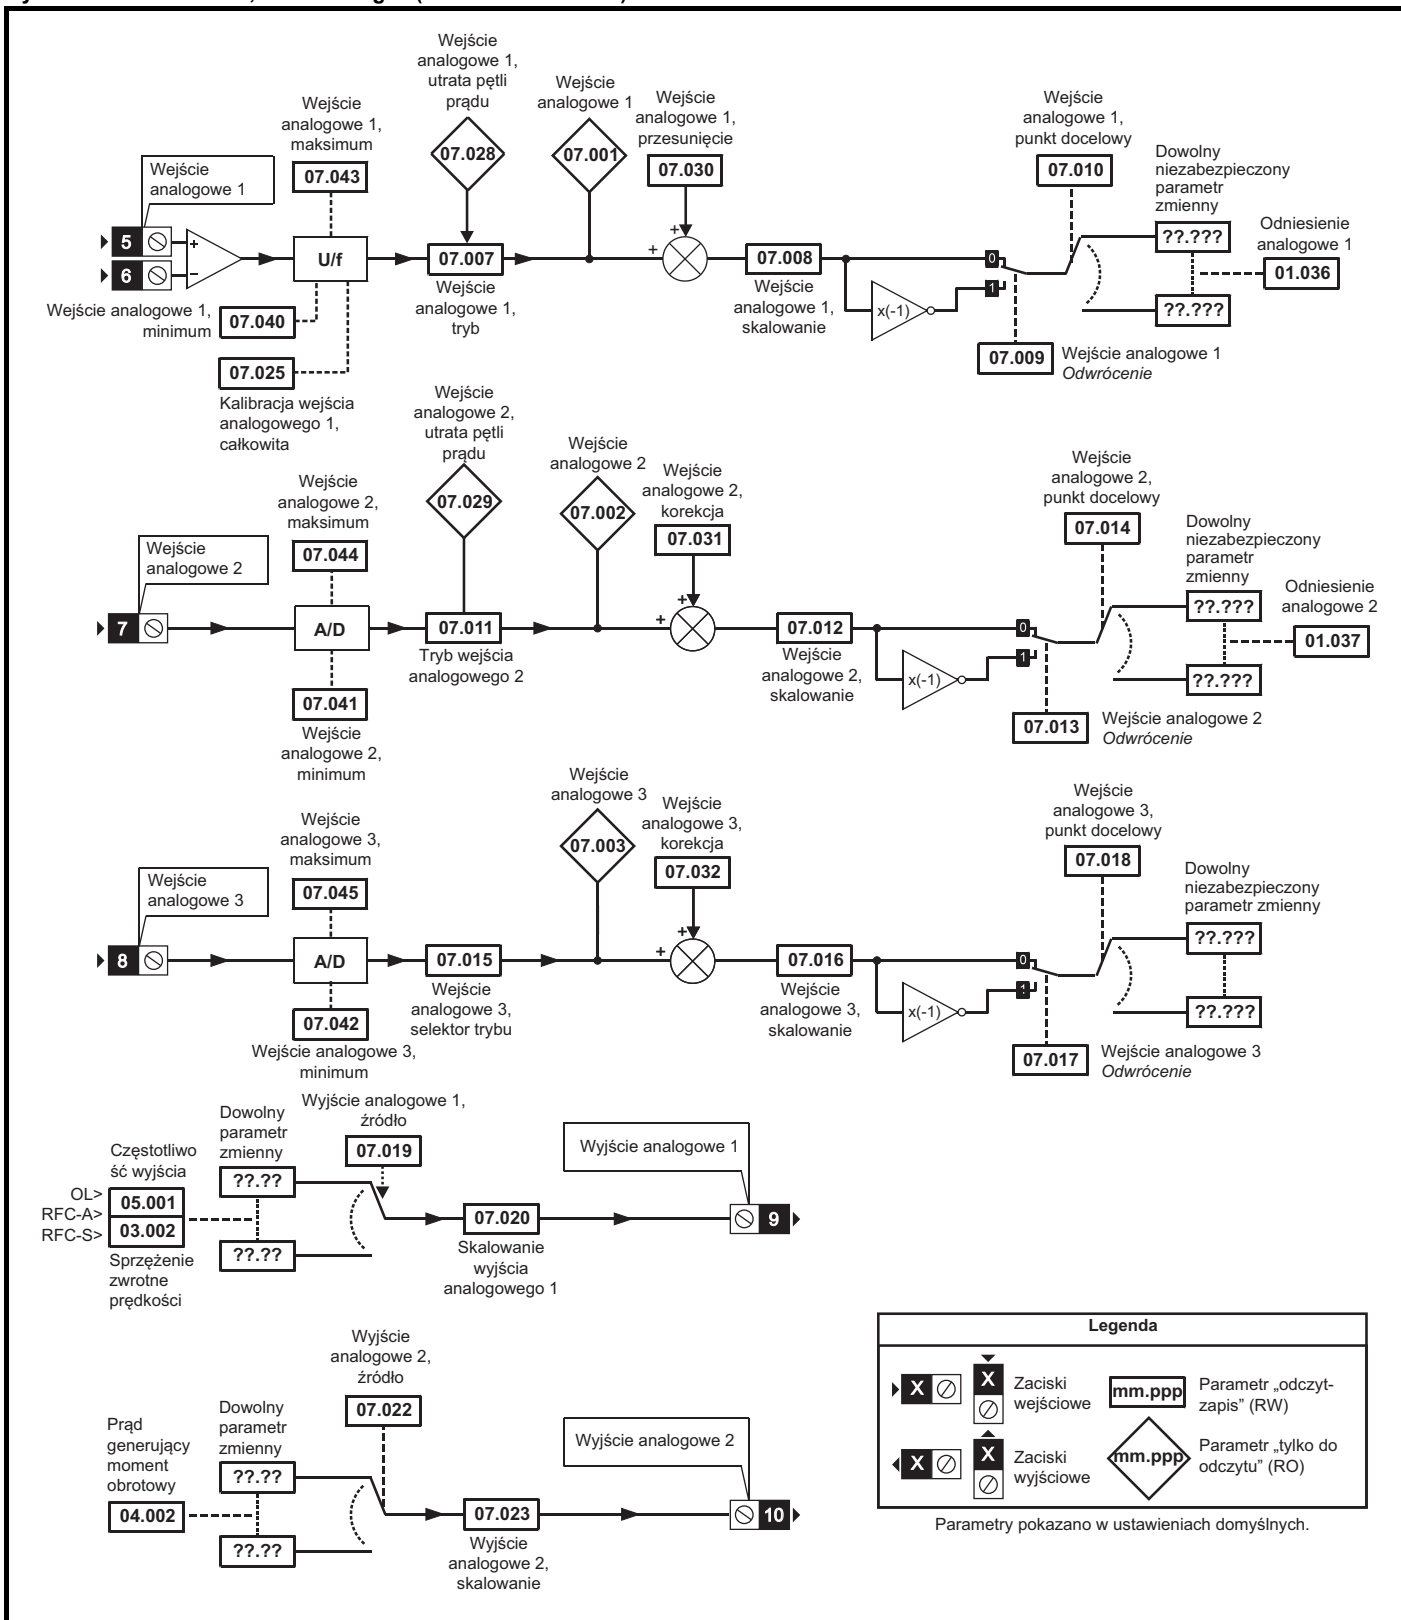 Wejście
analogowe 1,
utrata pętli
prądu
07.028
Wejście
analogowe 1
07.001
Wejście
analogowe 1,
maksimum
07.043
Wejście
analogowe 1,
przesunięcie
07.030
Wejście
analogowe 1,
punkt docelowy
07.010
Dowolny
niezabezpieczony
parametr
zmienny
??.???
??.???
Odniesienie
analogowe 1
01.036
Wejście
analogowe 1
5
6
+
−
U/f
07.007
Wejście
analogowe 1,
tryb
+
+
07.008
Wejście
analogowe 1,
skalowanie
x(-1)
0
1
07.009
Wejście analogowe 1
Odwrócenie
Wejście analogowe 1,
minimum
07.040
07.025
Kalibracja wejścia
analogowego 1,
całkowita
Wejście
analogowe 2,
utrata pętli
prądu
07.029
Wejście
analogowe 2
07.002
Wejście
analogowe 2,
maksimum
07.044
Wejście
analogowe 2,
korekcja
07.031
Wejście
analogowe 2,
punkt docelowy
07.014
Dowolny
niezabezpieczony
parametr
zmienny
??.???
??.???
Odniesienie
analogowe 2
01.037
Wejście
analogowe 2
7
A/D
07.011
Tryb wejścia
analogowego 2
+
+
07.012
Wejście
analogowe 2,
skalowanie
x(-1)
0
1
07.013
Wejście analogowe 2
Odwrócenie
07.041
Wejście
analogowe 2,
minimum
Wejście
analogowe 3
07.003
Wejście
analogowe 3,
maksimum
07.045
Wejście
analogowe 3,
korekcja
07.032
Wejście
analogowe 3,
punkt docelowy
07.018
Dowolny
niezabezpieczony
parametr zmienny
??.???
??.???
Wejście
analogowe 3
8
A/D
07.015
Wejście
analogowe 3,
selektor trybu
+
+
07.016
Wejście
analogowe 3,
skalowanie
x(-1)
0
1
07.017
Wejście analogowe 3
Odwrócenie
07.042
Wejście analogowe 3,
minimum
Częstotliwo
ść wyjścia
OL>
RFC-A>
RFC-S>
05.001
03.002
Sprzężenie
zwrotne
prędkości
Dowolny
parametr
zmienny
??.??
??.??
Wyjście analogowe 1,
źródło
07.019
07.020
Skalowanie
wyjścia
analogowego 1
Wyjście analogowe 1
9
Prąd
generujący
moment
obrotowy
04.002
Dowolny
parametr
zmienny
??.??
??.??
Wyjście
analogowe 2,
źródło
07.022
07.023
Wyjście
analogowe 2,
skalowanie
Wyjście analogowe 2
10
Legenda
X
X
Zaciski
wejściowe
mm.ppp
Parametr „odczyt-
zapis” (RW)
X
X
Zaciski
wyjściowe
mm.ppp
Parametr „tylko do
odczytu” (RO)
Parametry pokazano w ustawieniach domyślnych.